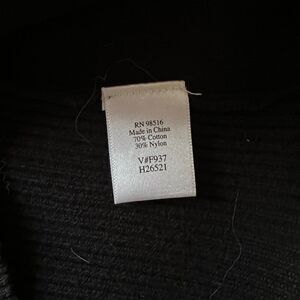 RN 98516
Made in China
70% Cotton
30% Nylon
V#F937
H26521